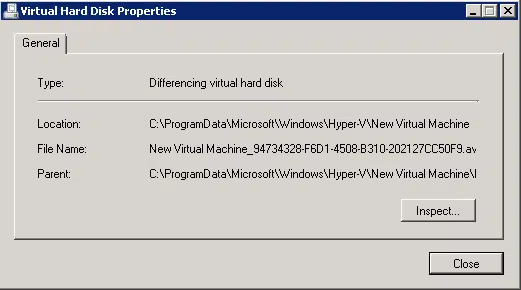 Virtual Hard Disk Properties
General
Type: Differencing virtual hard disk
Location: C:\ProgramData\Microsoft\Windows\Hyper-V\New Virtual Machine
File Name: New Virtual Machine_94734328-F6D1-4508-B310-202127CC50F9.av
Parent: C:\ProgramData\Microsoft\Windows\Hyper-V\New Virtual Machine\
Inspect...
Close